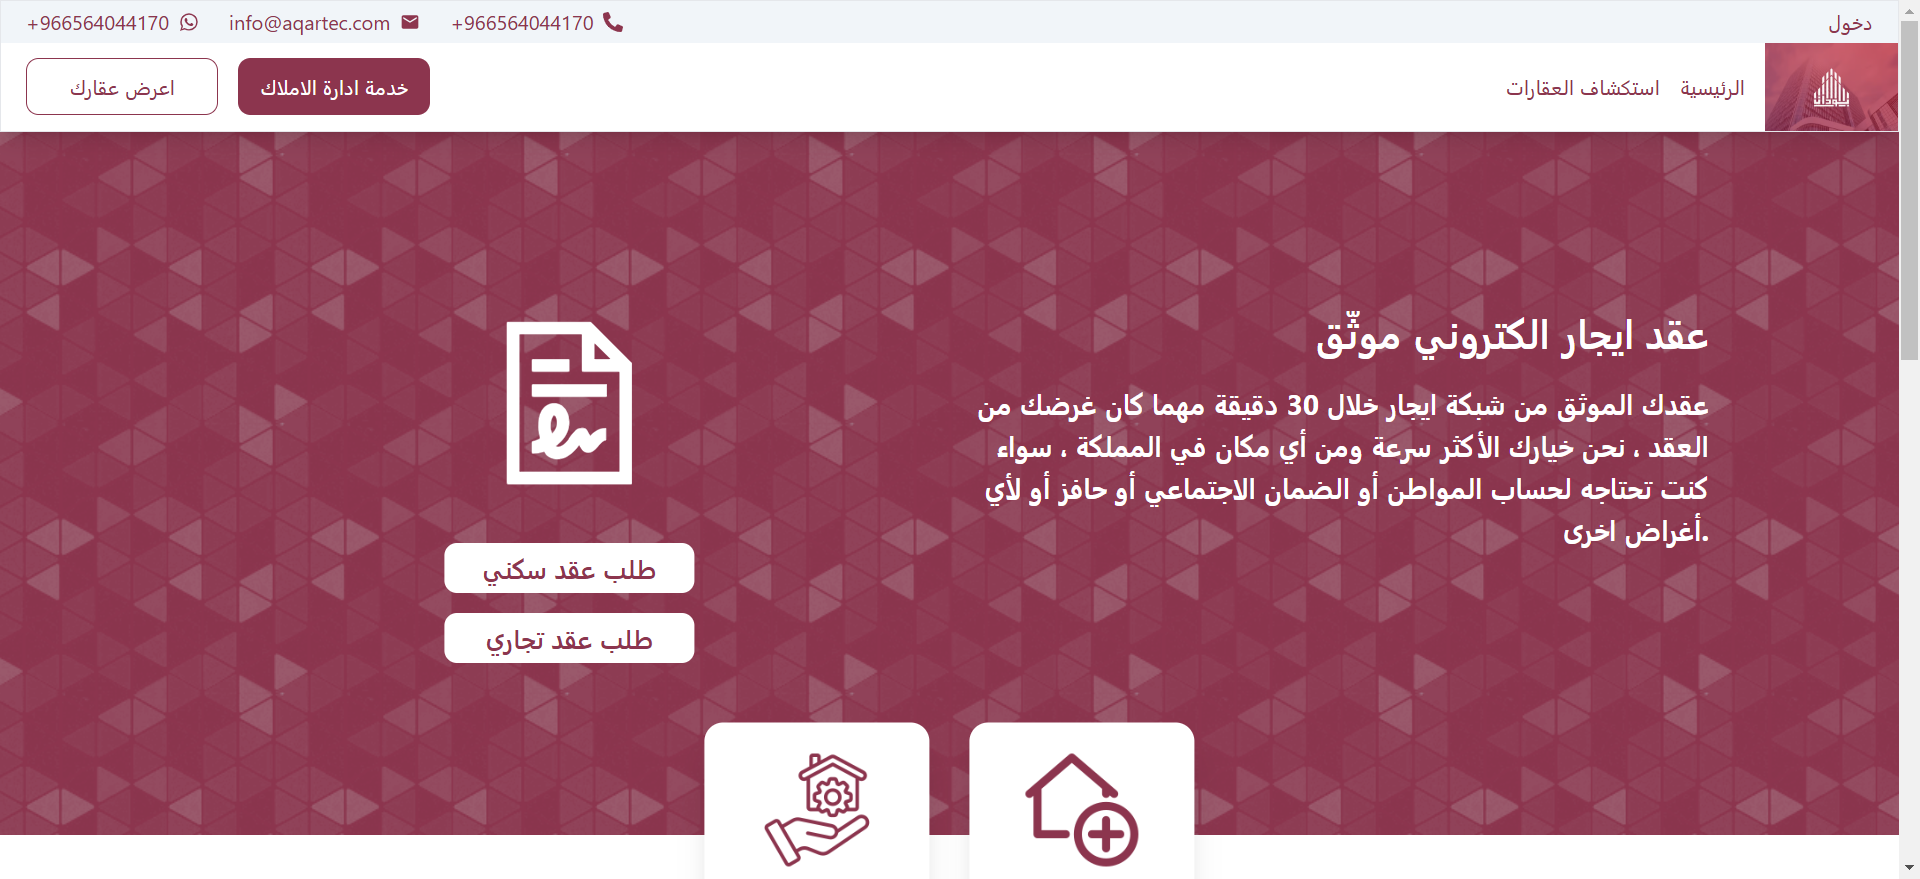 دخول
+966564044170
info@aqartec.com
+966564044170
الرئيسية
استكشاف العقارات
خدمة ادارة الاملاك
اعرض عقارك
عقد ايجار الكتروني موثّق
عقدك الموثق من شبكة ايجار خلال 30 دقيقة مهما كان غرضك من
العقد ، نحن خيارك الأكثر سرعة ومن أي مكان في المملكة ، سواء
كنت تحتاجه لحساب المواطن أو الضمان الاجتماعي أو حافز أو لأي
أغراض اخرى.
طلب عقد سكني
طلب عقد تجاري